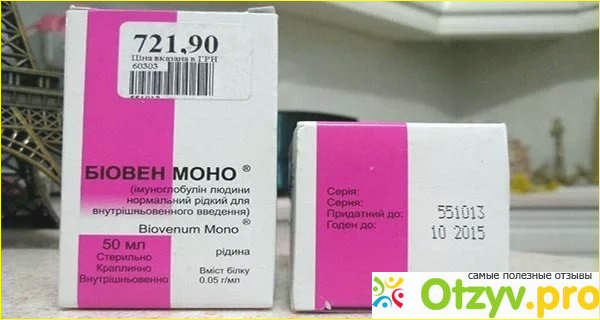 721,90
Ціна вказана в ГРН
60303
551013
БІОВЕН МОНО ®
(імуноглобулін людини
нормальний рідкий для
внутрішньовенного введення)
Biovenum Mono ®
50 мл
рідина
Стерильно
Краплинно
Внутрішньовенно
Вміст білку
0.05 г/мл
Серія:
Серия:
Придатний до:
Годен до:
551013
10 2015
самые полезные отзывы
Otzyv.pro